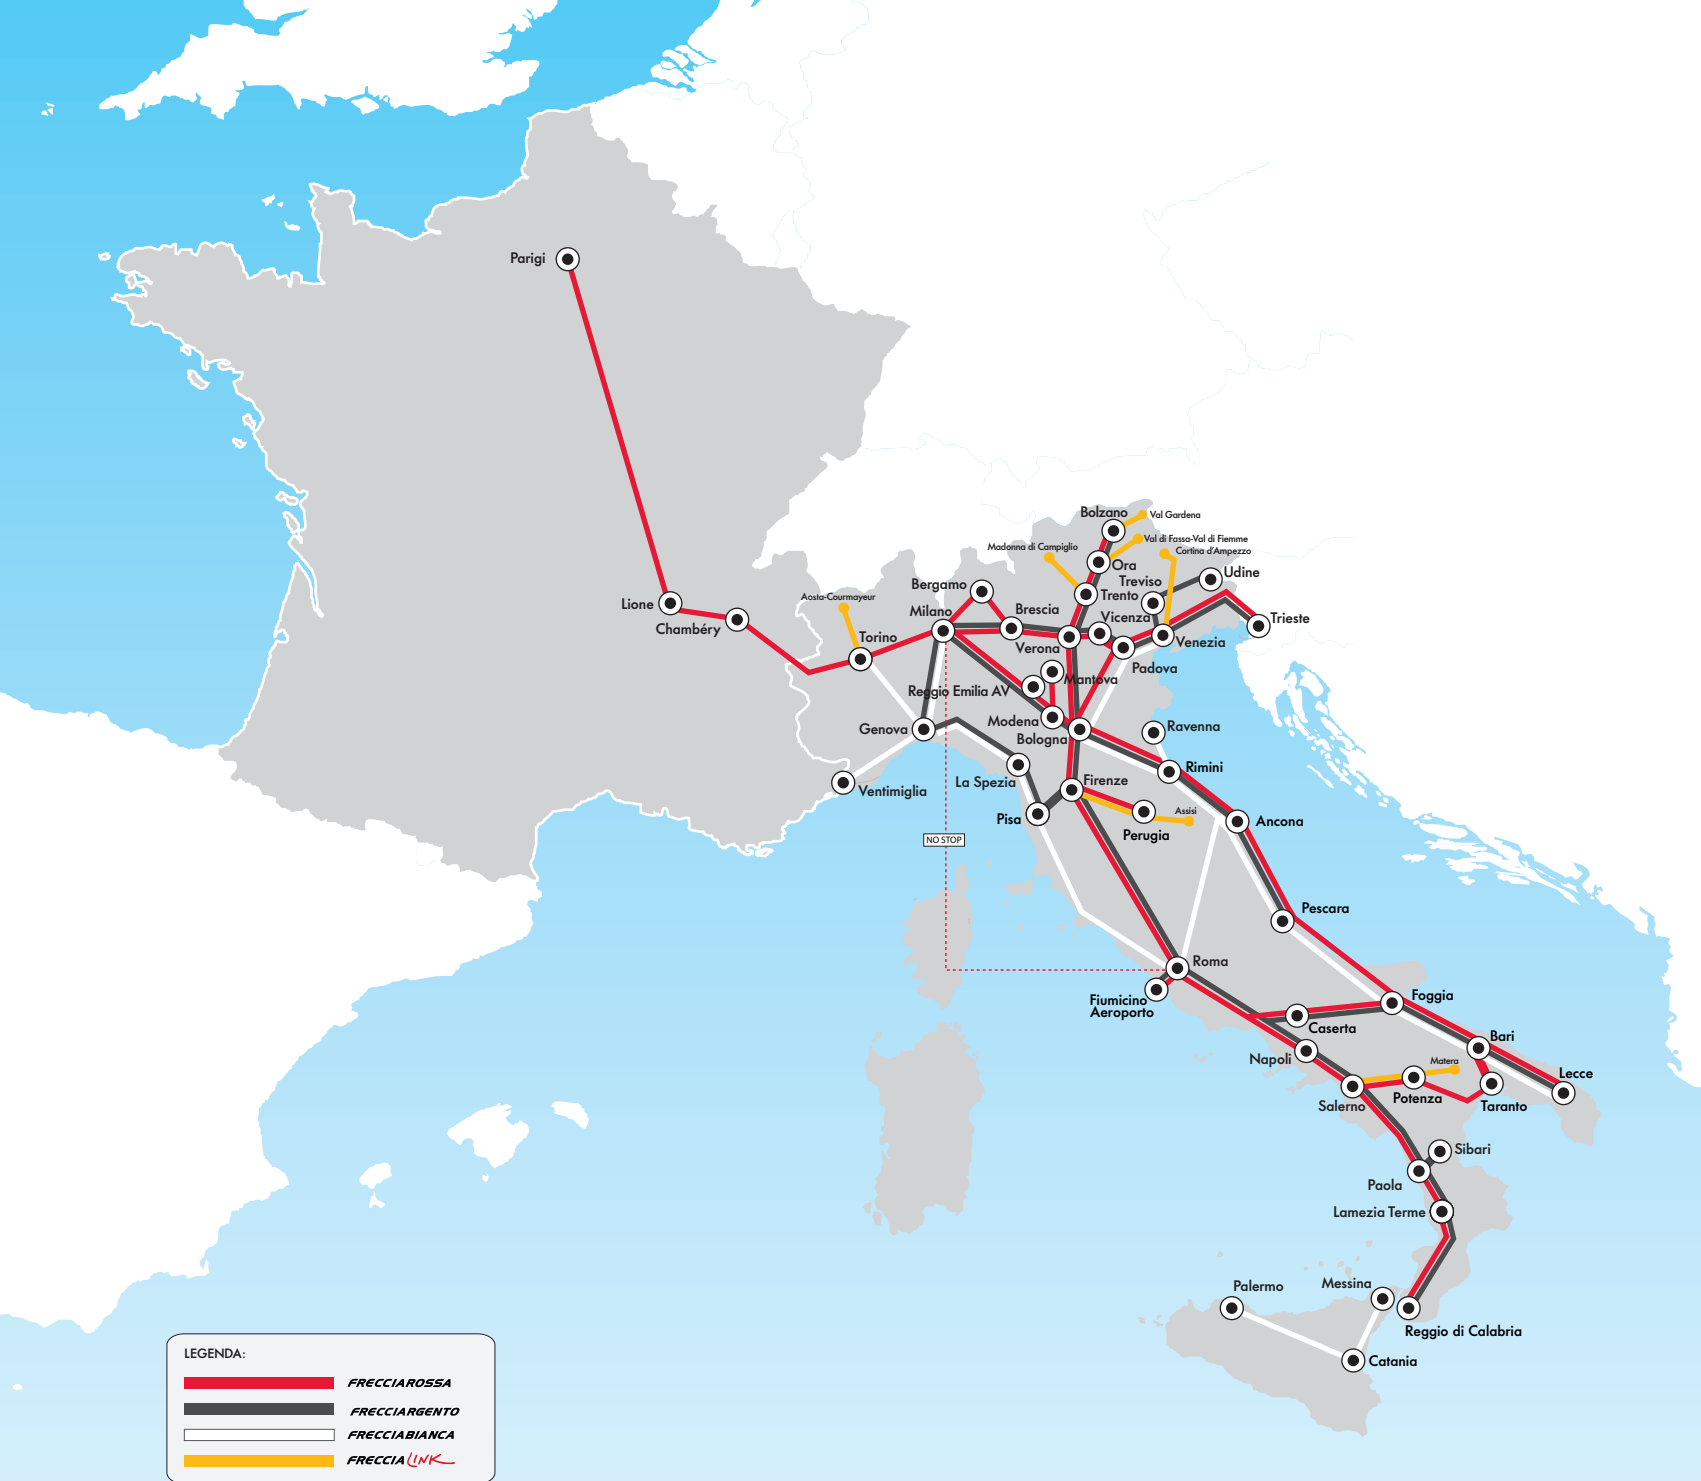 Parigi
Lione
Chambéry
Bolzano
Val Gardena
Val di Fassa-Val di Fiemme
Madonna di Campiglio
Cortina d'Ampezzo
Ora
Udine
Treviso
Bergamo
Trento
Aosta-Courmayeur
Milano
Brescia
Vicenza
Trieste
Torino
Verona
Venezia
Padova
Mantova
Reggio Emilia AV
Modena
Ravenna
Genova
Bologna
Rimini
La Spezia
Firenze
Ventimiglia
Assisi
Pisa
Ancona
Perugia
NO STOP
Pescara
Roma
Foggia
Fiumicino
Aeroporto
Caserta
Bari
Napoli
Matera
Lecce
Potenza
Salerno
Taranto
Sibari
Paola
Lamezia Terme
Messina
Palermo
Reggio di Calabria
Catania
LEGENDA:
FRECCIAROSSA
FRECCIARGENTO
FRECCIABIANCA
FRECCIALINK